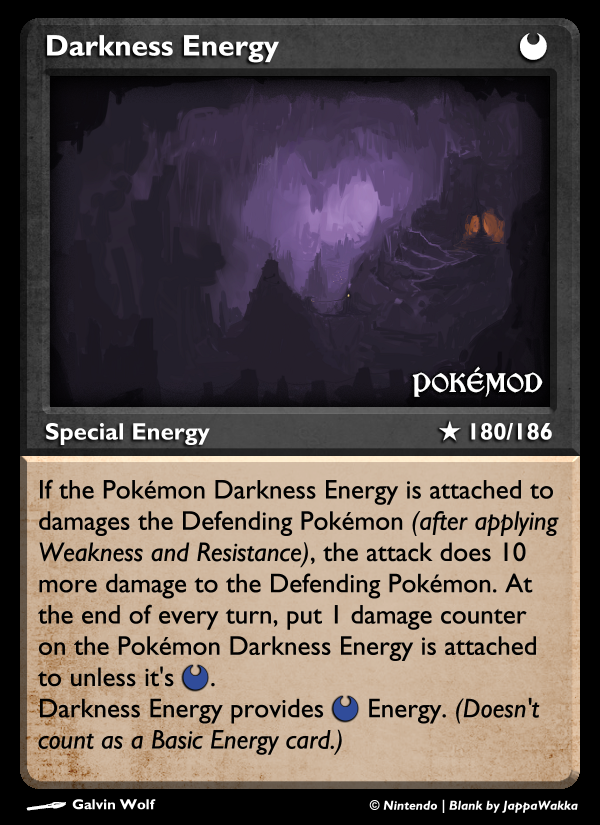 Darkness Energy
POKÉMOD
Special Energy
★ 180/186
If the Pokémon Darkness Energy is attached to
damages the Defending Pokémon (after applying
Weakness and Resistance), the attack does 10
more damage to the Defending Pokémon. At
the end of every turn, put 1 damage counter
on the Pokémon Darkness Energy is attached
to unless it's .
Darkness Energy provides Energy. (Doesn't
count as a Basic Energy card.)
Galvin Wolf
© Nintendo | Blank by JappaWakka